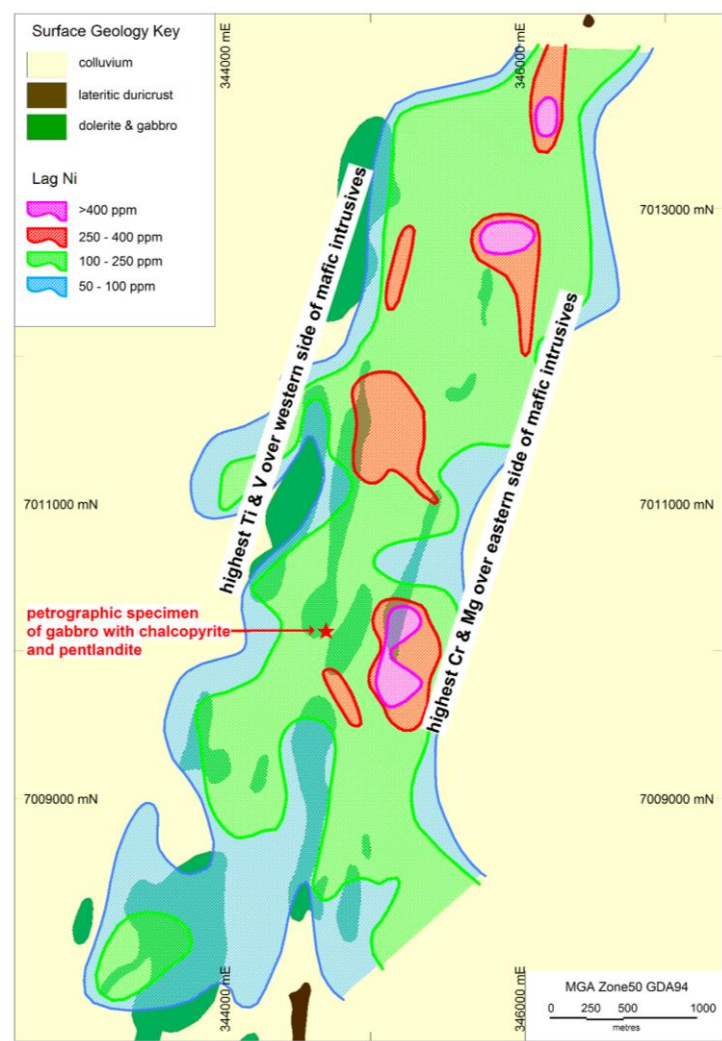 Surface Geology Key
colluvium
lateritic duricrust
dolerite & gabbro
Lag Ni
>400 ppm
250 - 400 ppm
100 - 250 ppm
50 - 100 ppm
344000 mE
346000 mE
7013000 mN
highest Ti & V over western side of mafic intrusives
highest Cr & Mg over eastern side of mafic intrusives
7011000 mN
7011000 mN
petrographic specimen
of gabbro with chalcopyrite
and pentlandite
7009000 mN
7009000 mN
344000 mE
346000 mE
MGA Zone50 GDA94
0 250 500 1000
metres